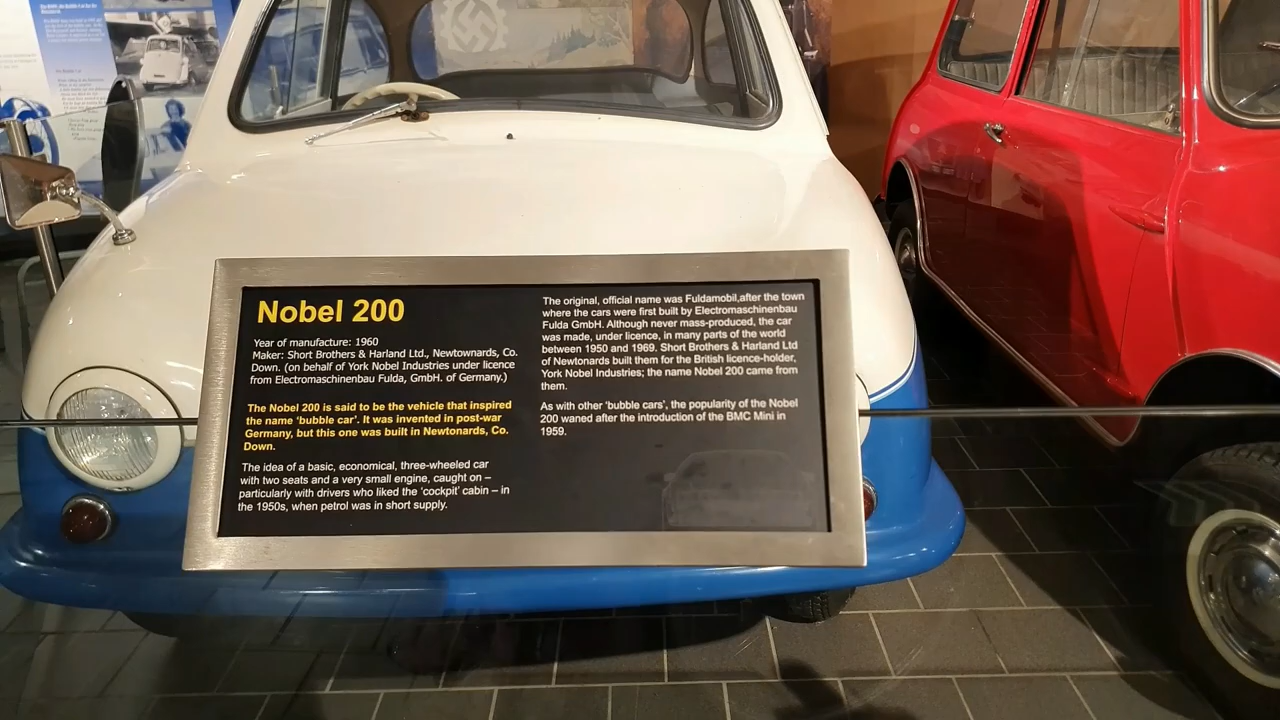 Nobel 200
Year of manufacture: 1960
Maker: Short Brothers & Harland Ltd., Newtownards, Co.
Down. (on behalf of York Nobel Industries under licence
from Electromaschinenbau Fulda, GmbH. of Germany.)
The Nobel 200 is said to be the vehicle that inspired
the name 'bubble car'. It was invented in post-war
Germany, but this one was built in Newtonards, Co.
Down.
The idea of a basic, economical, three-wheeled car
with two seats and a very small engine, caught on –
particularly with drivers who liked the 'cockpit' cabin – in
the 1950s, when petrol was in short supply.
The original, official name was Fuldamobil,after the town
where the cars were first built by Electromaschinenbau
Fulda GmbH. Although never mass-produced, the car
was made, under licence, in many parts of the world
between 1950 and 1969. Short Brothers & Harland Ltd
of Newtonards built them for the British licence-holder,
York Nobel Industries; the name Nobel 200 came from
them.
As with other 'bubble cars', the popularity of the Nobel
200 waned after the introduction of the BMC Mini in
1959.